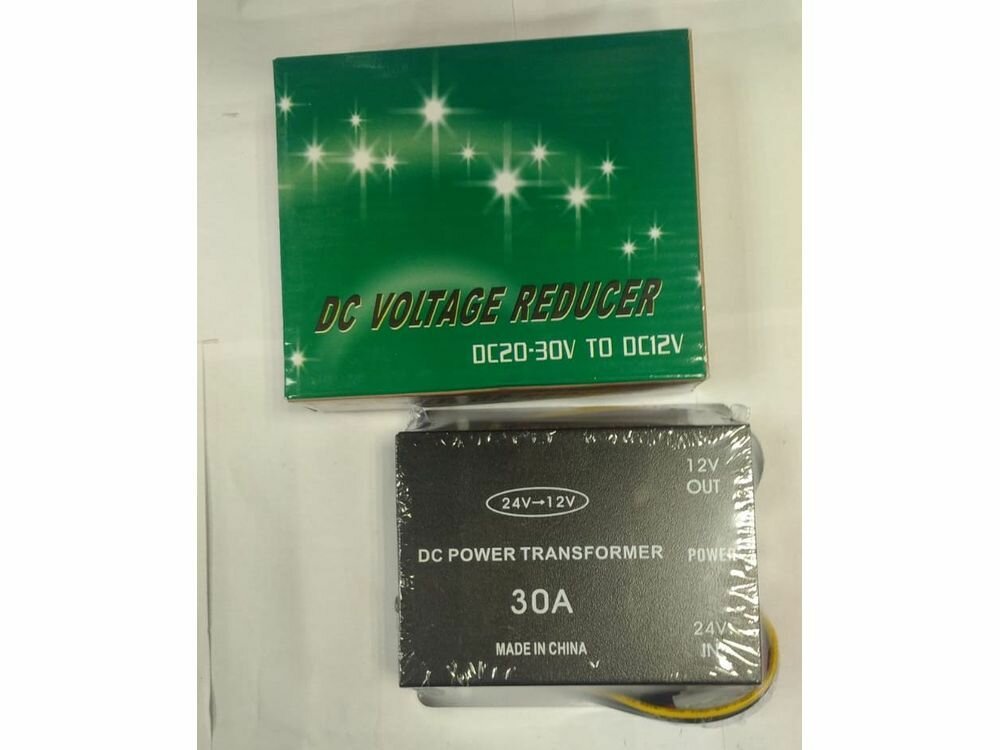 DC VOLTAGE REDUCER
DC20-30V TO DC12V
12V
OUT
24V→12V
DC POWER TRANSFORMER
POWER
30A
24V
IN
MADE IN CHINA